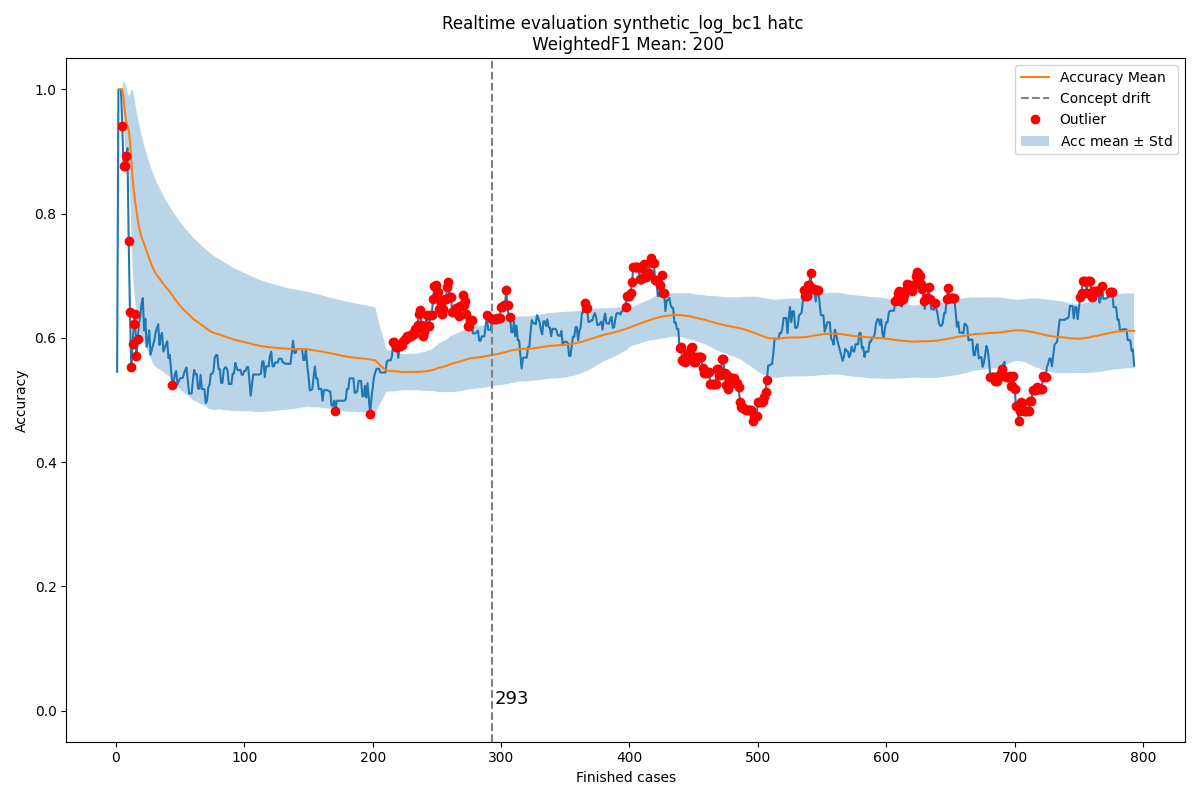 Realtime evaluation synthetic_log_bc1 hatc
WeightedF1 Mean: 200
Accuracy Mean
Concept drift
Outlier
Acc mean ± Std
1.0
0.8
0.6
0.4
0.2
0.0
Accuracy
293
0 100 200 300 400 500 600 700 800
Finished cases